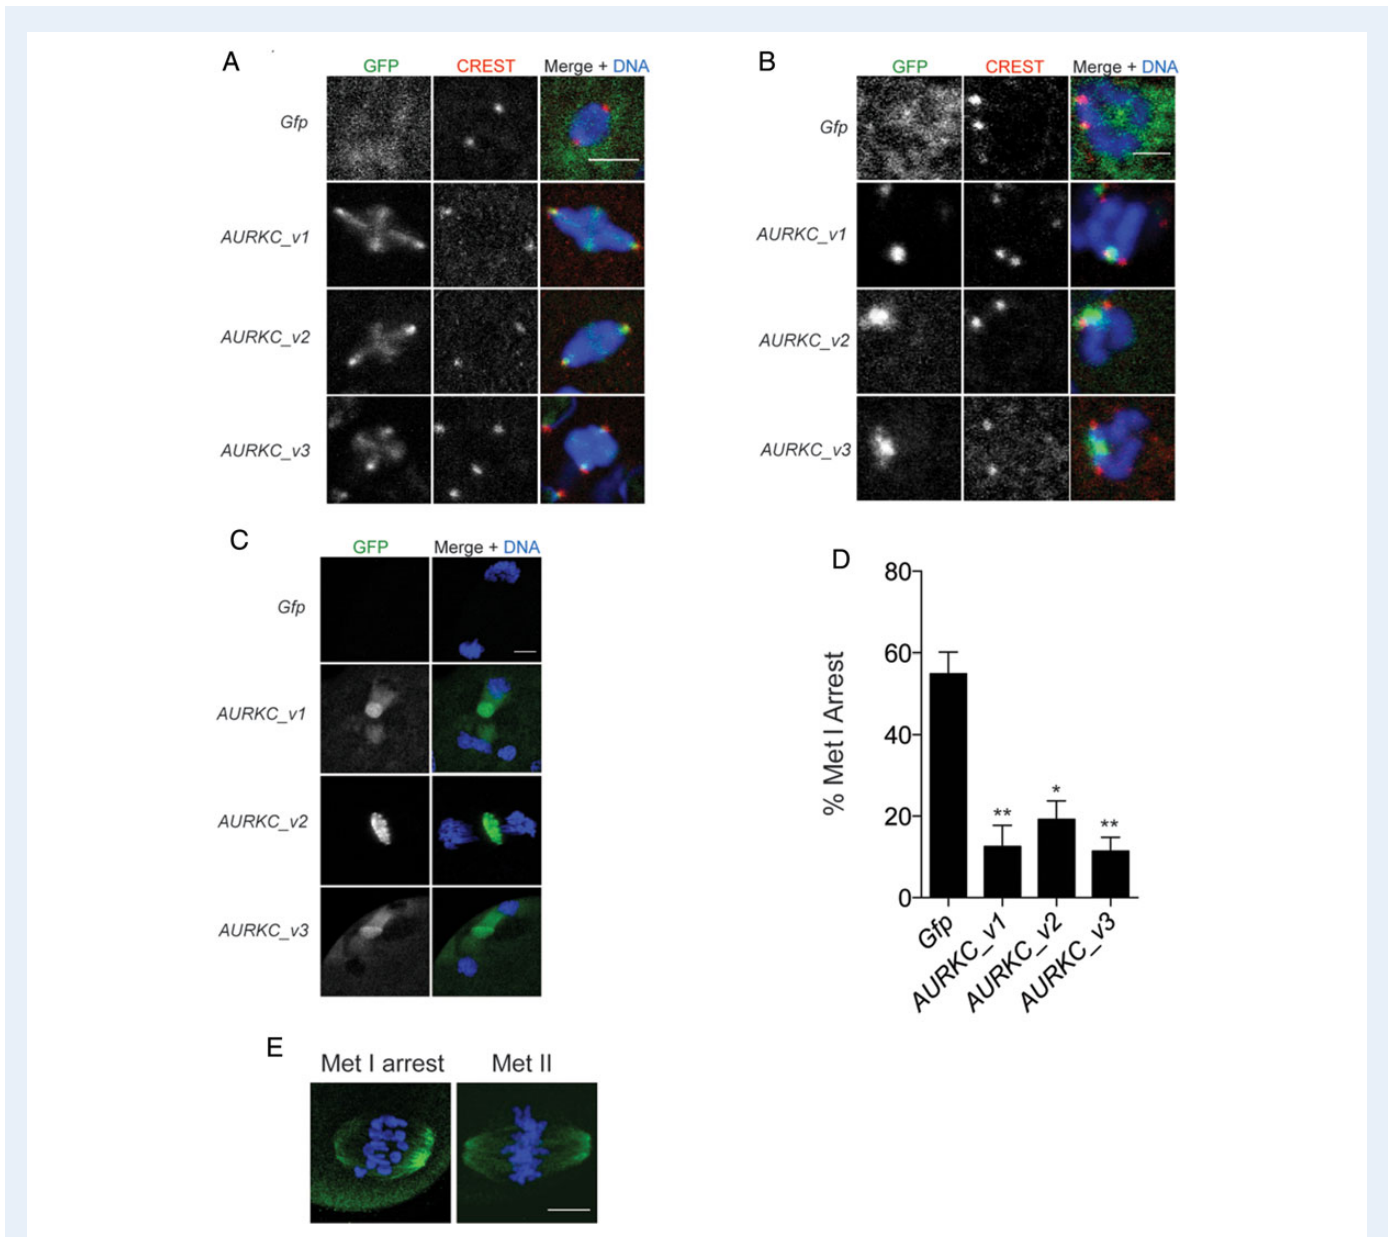 A
GFP CREST Merge + DNA
Gfp
AURKC_v1
AURKC_v2
AURKC_v3
B
GFP CREST Merge + DNA
Gfp
AURKC_v1
AURKC_v2
AURKC_v3
C
GFP Merge + DNA
Gfp
AURKC_v1
AURKC_v2
AURKC_v3
D
% Met I Arrest
80
60
40
20
0
** * **
Gfp AURKC_v1 AURKC_v2 AURKC_v3
E
Met I arrest Met II